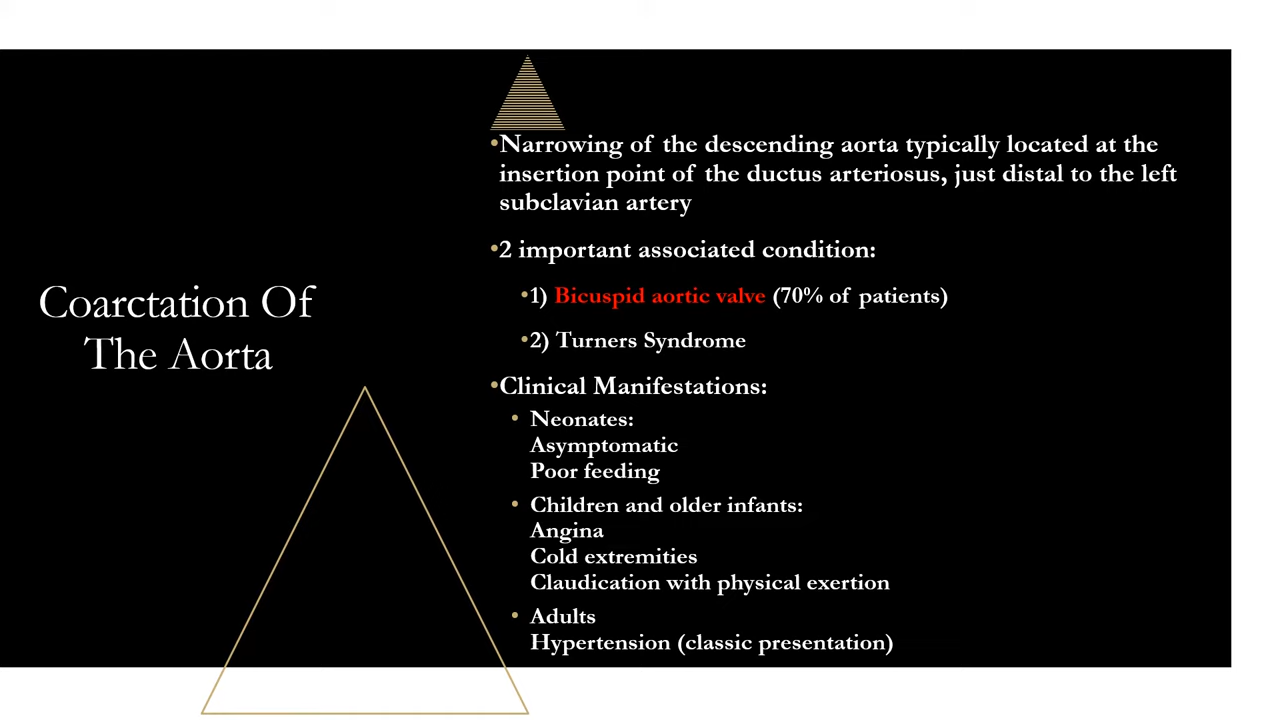 Coarctation Of
The Aorta
•Narrowing of the descending aorta typically located at the
insertion point of the ductus arteriosus, just distal to the left
subclavian artery
•2 important associated condition:
•1) Bicuspid aortic valve (70% of patients)
•2) Turners Syndrome
•Clinical Manifestations:
• Neonates:
Asymptomatic
Poor feeding
• Children and older infants:
Angina
Cold extremities
Claudication with physical exertion
• Adults
Hypertension (classic presentation)